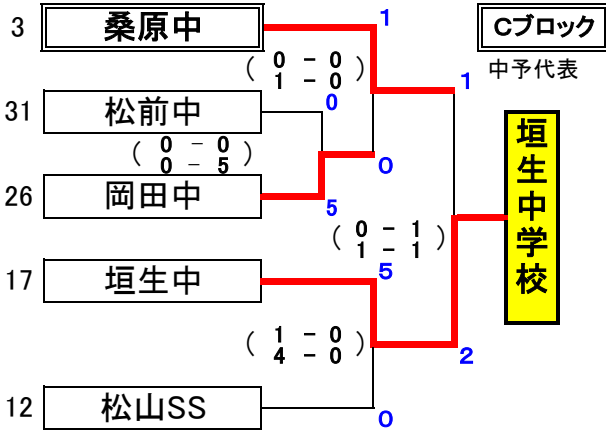 3 桑原中 1 Cブロック
中予代表
( 0 - 0 )
1 - 0
1
31 松前中 0
( 0 - 0 )
0 - 5
0
26 岡田中 5
( 0 - 1 )
1 - 1
垣生中学校
17 垣生中 5
( 1 - 0 )
4 - 0
2
12 松山SS 0